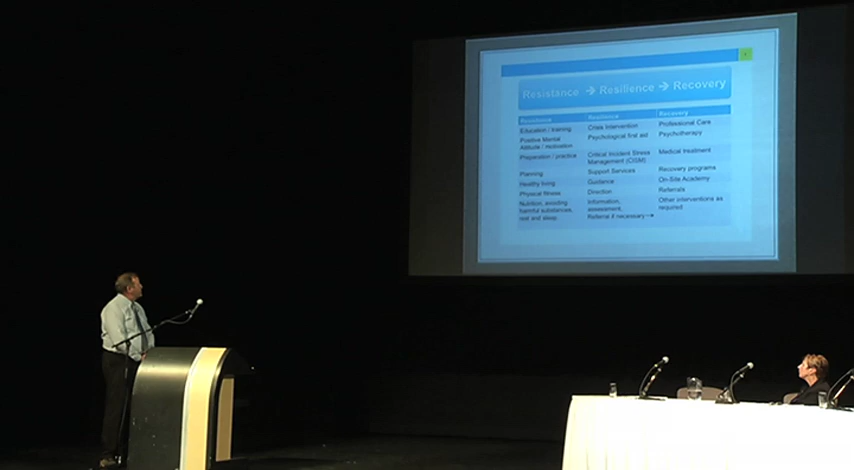 Resistance → Resilience → Recovery
Resistance Resilience Recovery
Education / training Crisis Intervention Professional Care
Positive Mental Attitude / motivation Psychological first aid Psychotherapy
Preparation / practice Critical Incident Stress Management (CISM) Medical treatment
Planning Support Services Recovery programs
Healthy living Guidance On-Site Academy
Physical fitness Direction Referrals
Nutrition, avoiding harmful substances, rest and sleep Information, assessment, Referral if necessary → Other interventions as required